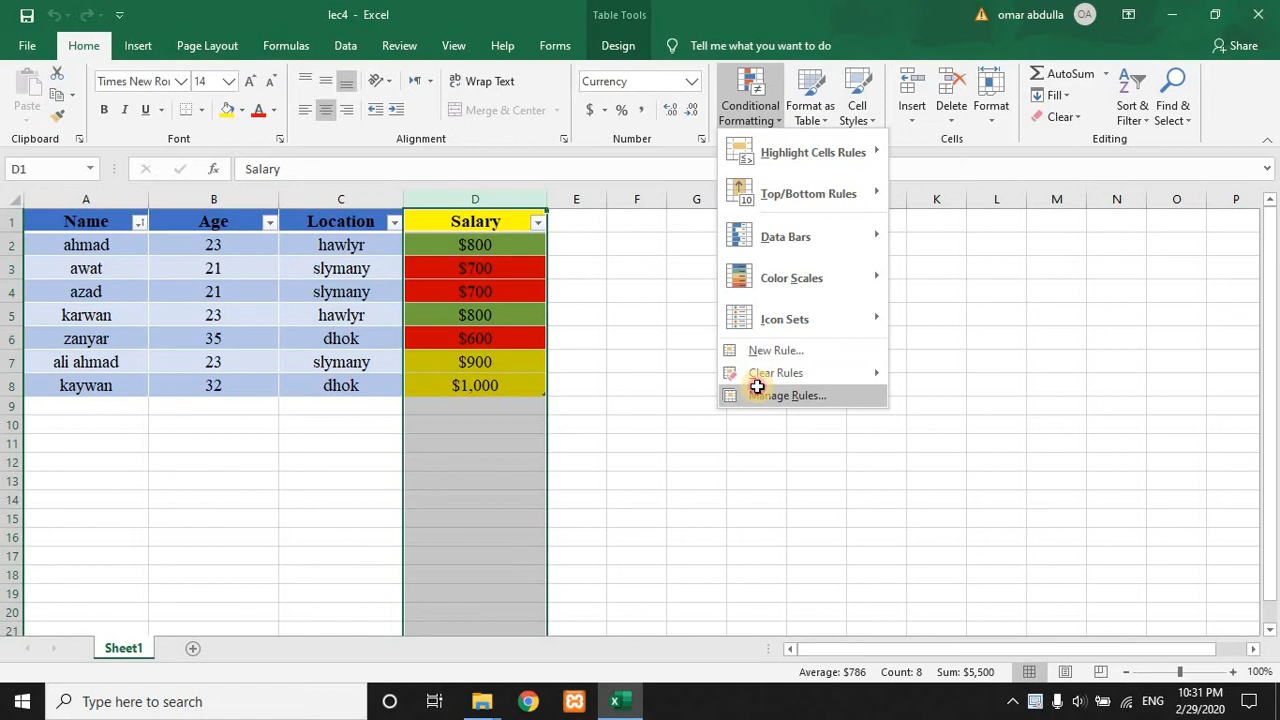 lec4 - Excel
Table Tools
omar abdulla
OA
File Home Insert Page Layout Formulas Data Review View Help Forms Design Tell me what you want to do Share
Paste
Times New Ro 14
Wrap Text
Merge & Center
Currency
Conditional Formatting
Format as Table
Cell Styles
Insert Delete Format
AutoSum
Fill
Clear
Sort & Filter
Find & Select
Clipboard Font Alignment Number Cells Editing
D1 Salary
A B C D E F G K L M N O P
1 Name Age Location Salary
2 ahmad 23 hawlyr $800
3 awat 21 slymany $700
4 azad 21 slymany $700
5 karwan 23 hawlyr $800
6 zanyar 35 dhok $600
7 ali ahmad 23 slymany $900
8 kaywan 32 dhok $1,000
9
10
11
12
13
14
15
16
17
18
19
20
21
Highlight Cells Rules
Top/Bottom Rules
Data Bars
Color Scales
Icon Sets
New Rule...
Clear Rules
Manage Rules...
Sheet1
Average: $786 Count: 8 Sum: $5,500 100%
Type here to search
ENG
10:31 PM
2/29/2020